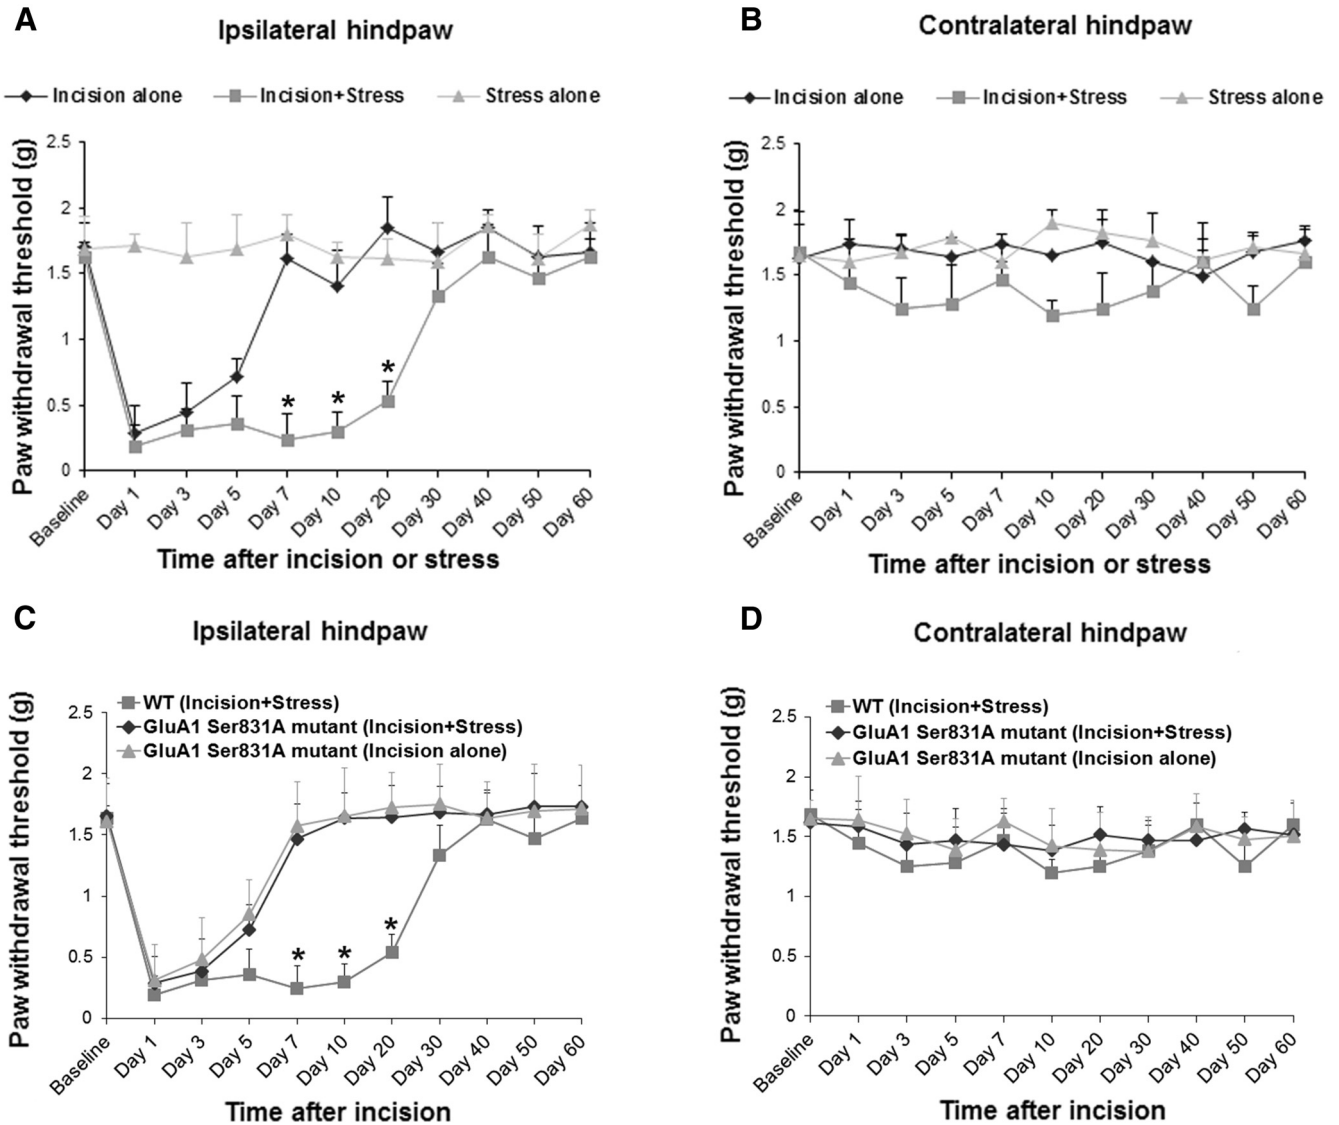 A
Ipsilateral hindpaw
Incision alone
Incision+Stress
Stress alone
Paw withdrawal threshold (g)
2.5
2
1.5
1
0.5
0
*
*
*
Baseline
Day 1
Day 3
Day 5
Day 7
Day 10
Day 20
Day 30
Day 40
Day 50
Day 60
Time after incision or stress
B
Contralateral hindpaw
Incision alone
Incision+Stress
Stress alone
Paw withdrawal threshold (g)
2.5
2
1.5
1
0.5
0
Baseline
Day 1
Day 3
Day 5
Day 7
Day 10
Day 20
Day 30
Day 40
Day 50
Day 60
Time after incision or stress
C
Ipsilateral hindpaw
WT (Incision+Stress)
GluA1 Ser831A mutant (Incision+Stress)
GluA1 Ser831A mutant (Incision alone)
Paw withdrawal threshold (g)
2.5
2
1.5
1
0.5
0
*
*
*
Baseline
Day 1
Day 3
Day 5
Day 7
Day 10
Day 20
Day 30
Day 40
Day 50
Day 60
Time after incision
D
Contralateral hindpaw
WT (Incision+Stress)
GluA1 Ser831A mutant (Incision+Stress)
GluA1 Ser831A mutant (Incision alone)
Paw withdrawal threshold (g)
2.5
2
1.5
1
0.5
0
Baseline
Day 1
Day 3
Day 5
Day 7
Day 10
Day 20
Day 30
Day 40
Day 50
Day 60
Time after incision